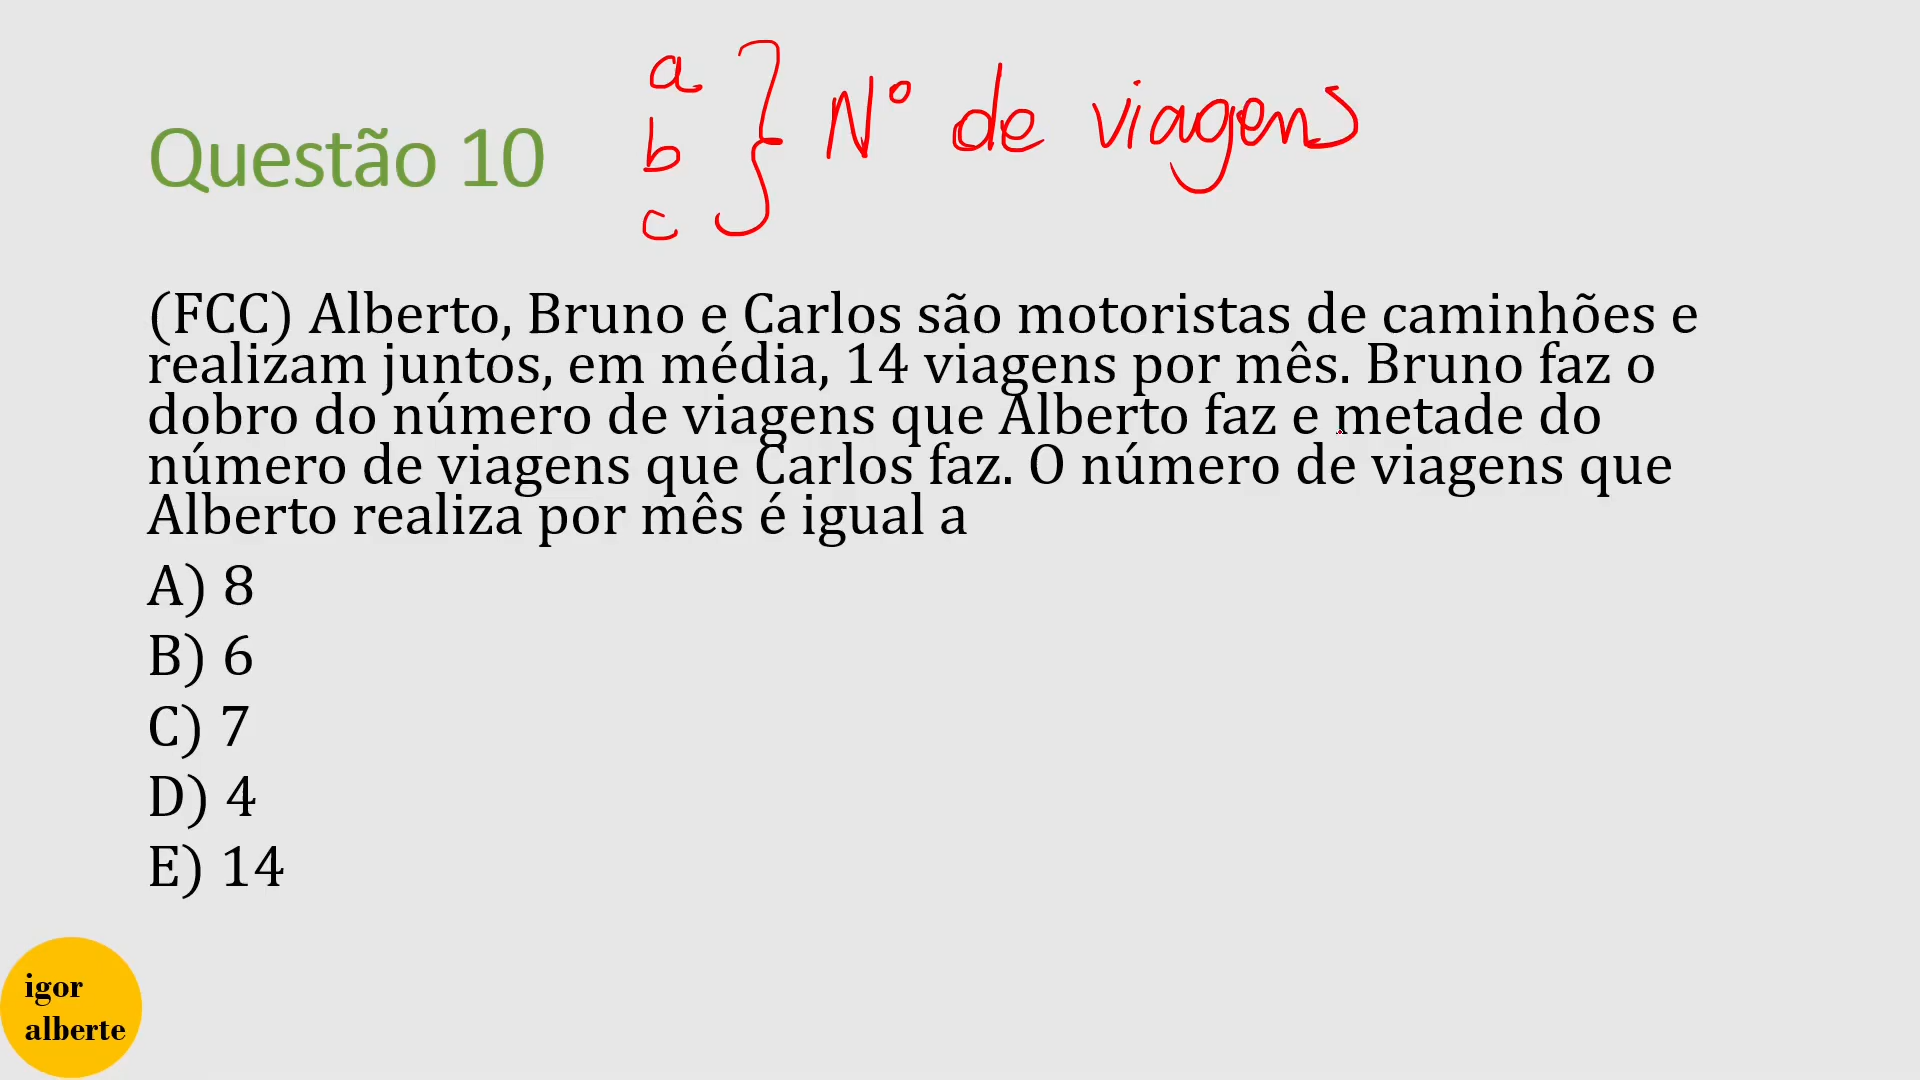 a
b
c
Nº de viagens
Questão 10
(FCC) Alberto, Bruno e Carlos são motoristas de caminhões e
realizam juntos, em média, 14 viagens por mês. Bruno faz o
dobro do número de viagens que Alberto faz e metade do
número de viagens que Carlos faz. O número de viagens que
Alberto realiza por mês é igual a
A) 8
B) 6
C) 7
D) 4
E) 14
igor
alberte